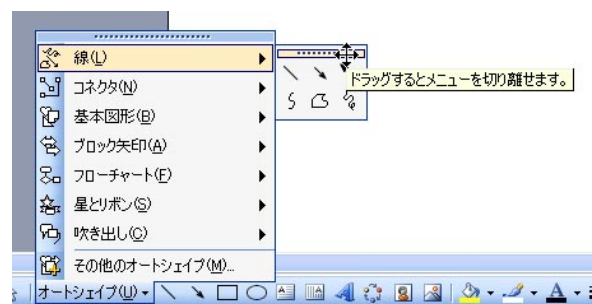 線(L)
ドラッグするとメニューを切り離せます。
コネクタ(N)
基本図形(B)
ブロック矢印(A)
フローチャート(F)
星とリボン(S)
吹き出し(C)
その他のオートシェイプ(M)...
オートシェイプ(U)
A